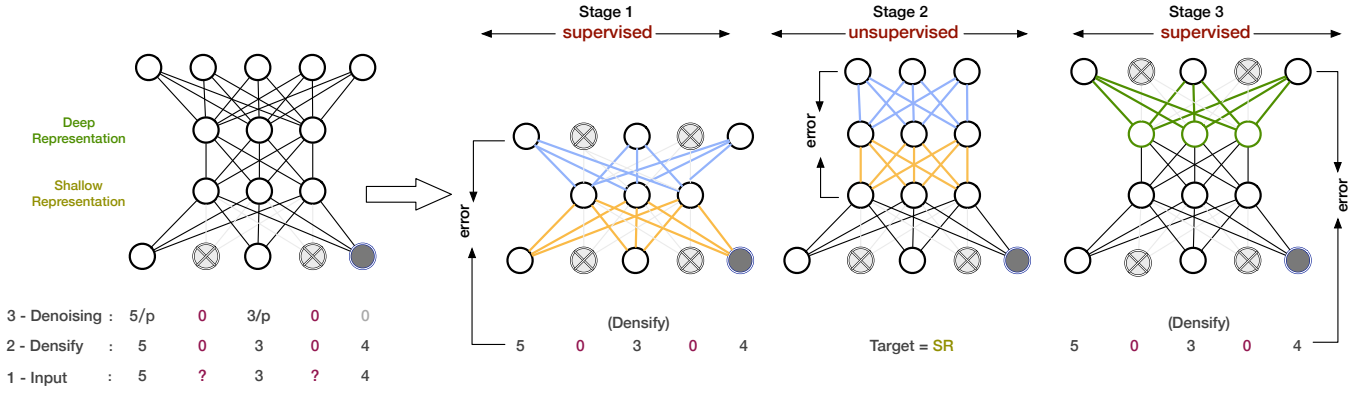 Stage 1
supervised
Stage 2
unsupervised
Stage 3
supervised
Deep
Representation
Shallow
Representation
error
error
error
3 - Denoising : 5/p 0 3/p 0 0
2 - Densify : 5 0 3 0 4
1 - Input : 5 ? 3 ? 4
(Densify)
5 0 3 0 4
Target = SR
(Densify)
5 0 3 0 4